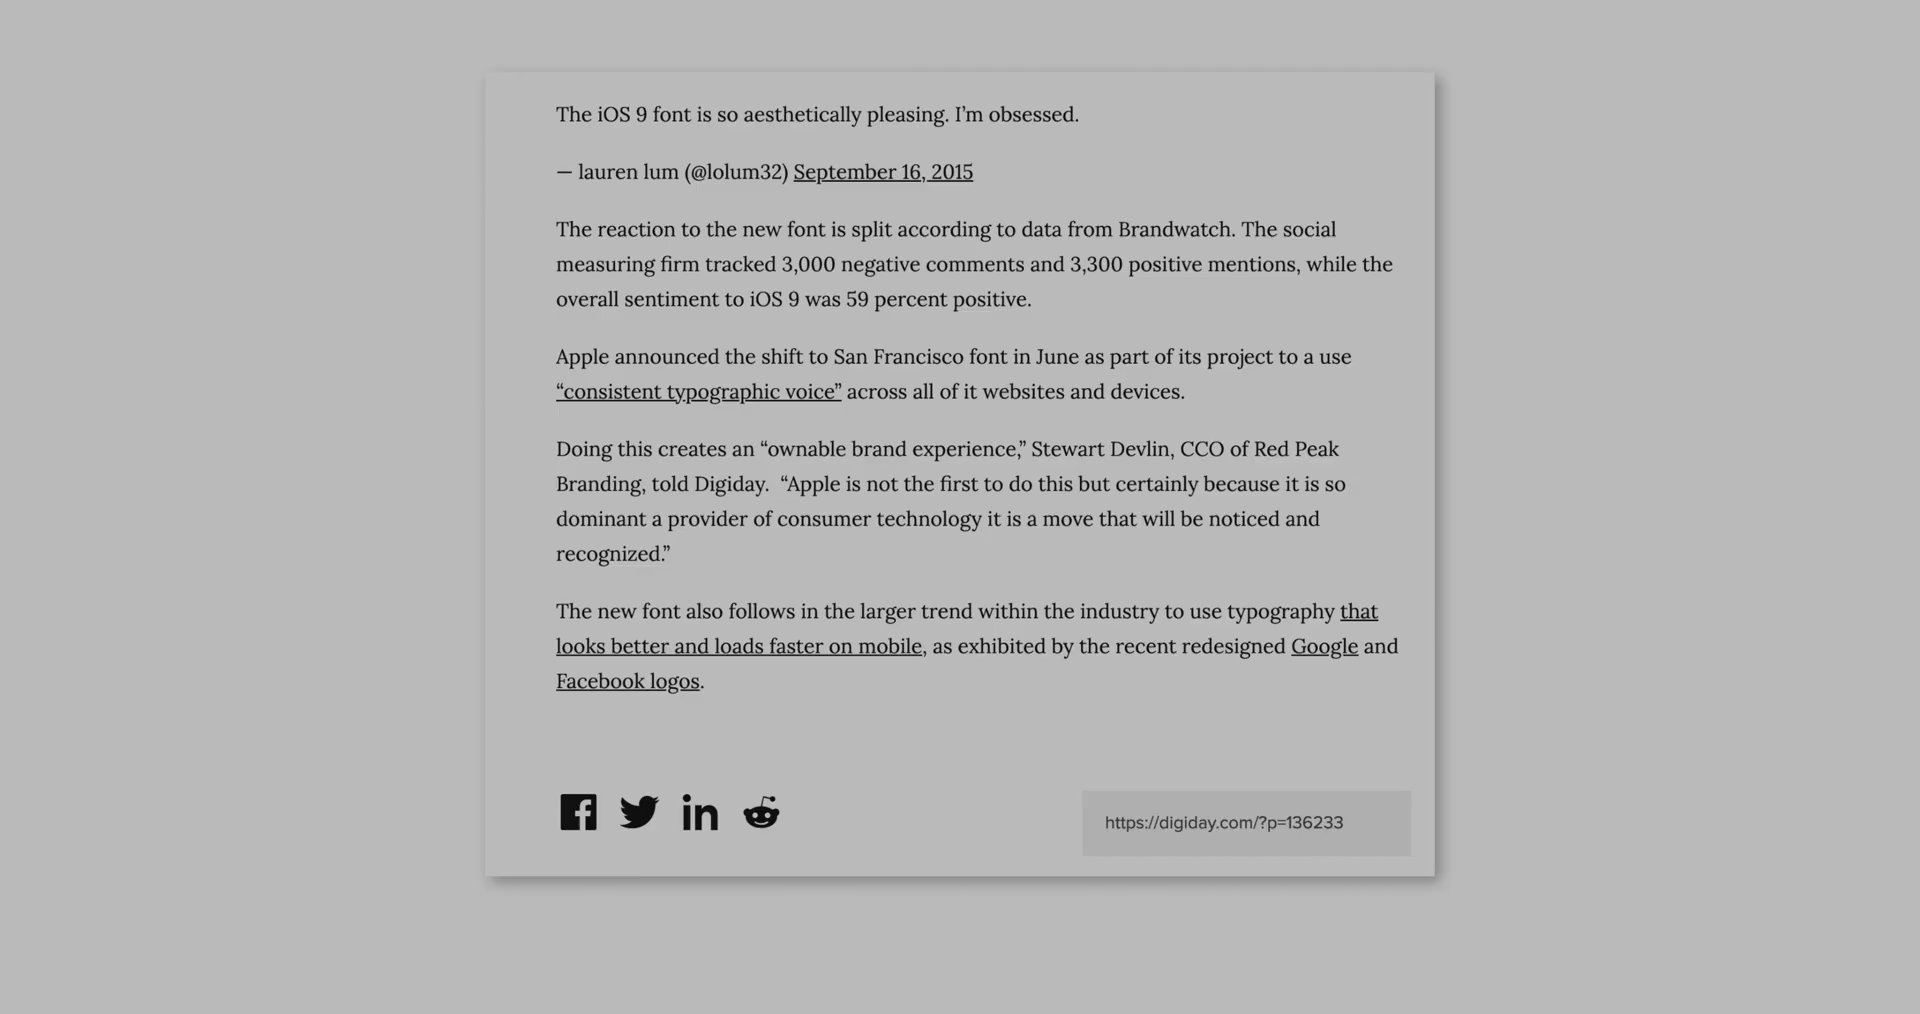 The iOS 9 font is so aesthetically pleasing. I’m obsessed.
— lauren lum (@lolum32) September 16, 2015
The reaction to the new font is split according to data from Brandwatch. The social
measuring firm tracked 3,000 negative comments and 3,300 positive mentions, while the
overall sentiment to iOS 9 was 59 percent positive.
Apple announced the shift to San Francisco font in June as part of its project to a use
“consistent typographic voice” across all of it websites and devices.
Doing this creates an “ownable brand experience,” Stewart Devlin, CCO of Red Peak
Branding, told Digiday.  “Apple is not the first to do this but certainly because it is so
dominant a provider of consumer technology it is a move that will be noticed and
recognized.”
The new font also follows in the larger trend within the industry to use typography that
looks better and loads faster on mobile, as exhibited by the recent redesigned Google and
Facebook logos.
https://digiday.com/?p=136233